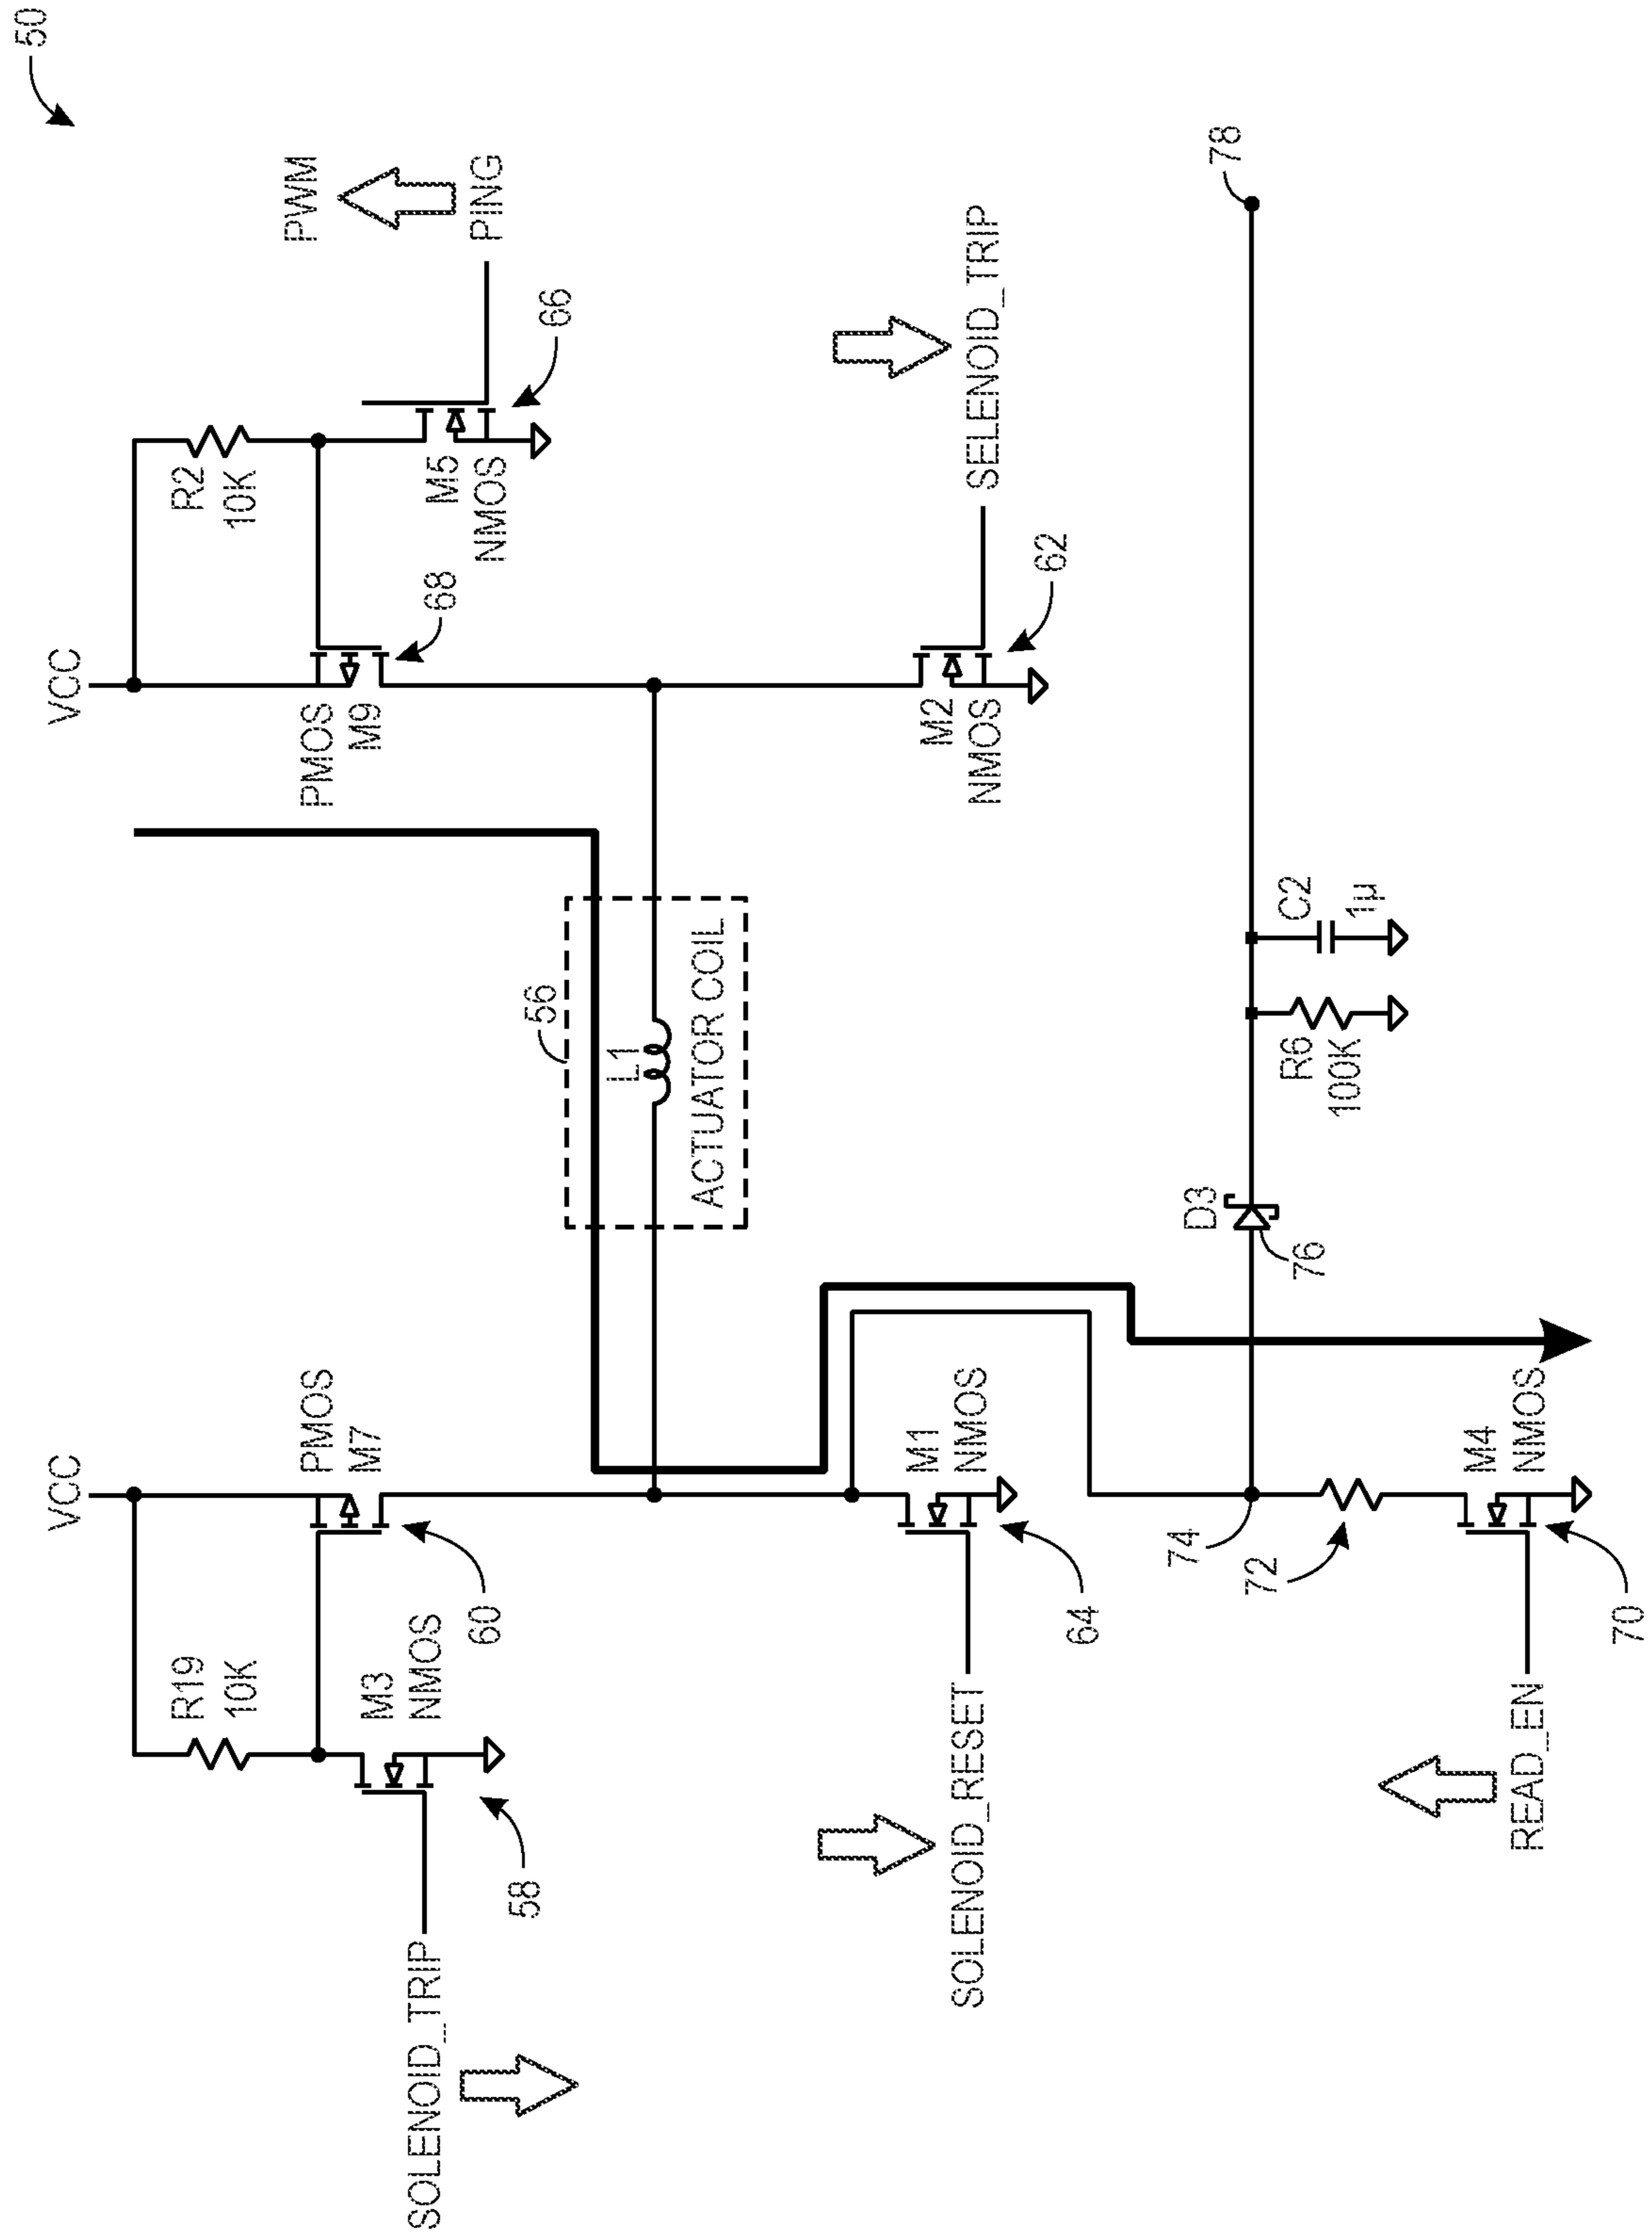 50
VCC
R19
10K
M3
NMOS
PMOS
M7
60
58
SOLENOID_TRIP
VCC
R2
10K
PWM
PING
PMOS
M9
68
M5
NMOS
66
56
L1
ACTUATOR COIL
SOLENOID_RESET
M1
NMOS
64
M2
NMOS
62
SELENOID_TRIP
74
72
D3
76
R6
100K
C2
1µ
78
READ_EN
M4
NMOS
70